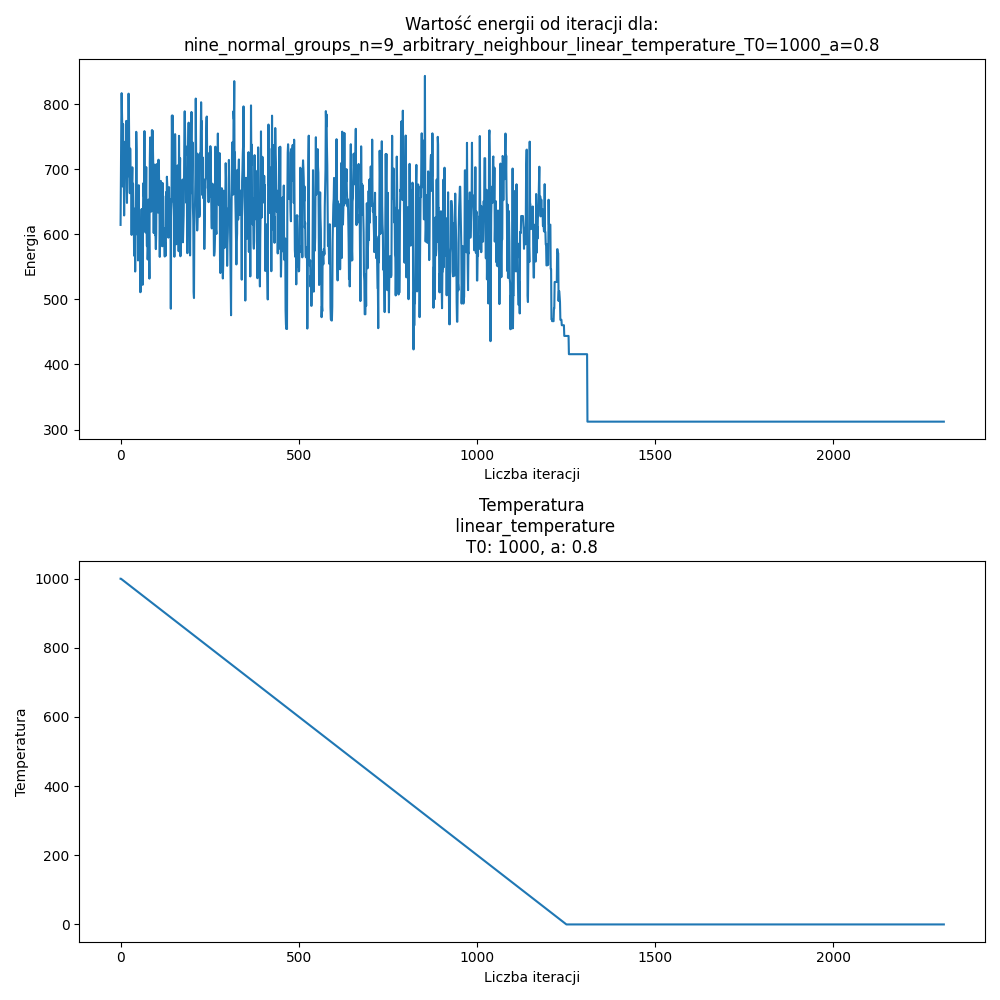 Wartość energii od iteracji dla:
nine_normal_groups_n=9_arbitrary_neighbour_linear_temperature_T0=1000_a=0.8
800
700
600
500
400
300
Energia
0 500 1000 1500 2000
Liczba iteracji
Temperatura
linear_temperature
T0: 1000, a: 0.8
1000
800
600
400
200
0
Temperatura
0 500 1000 1500 2000
Liczba iteracji